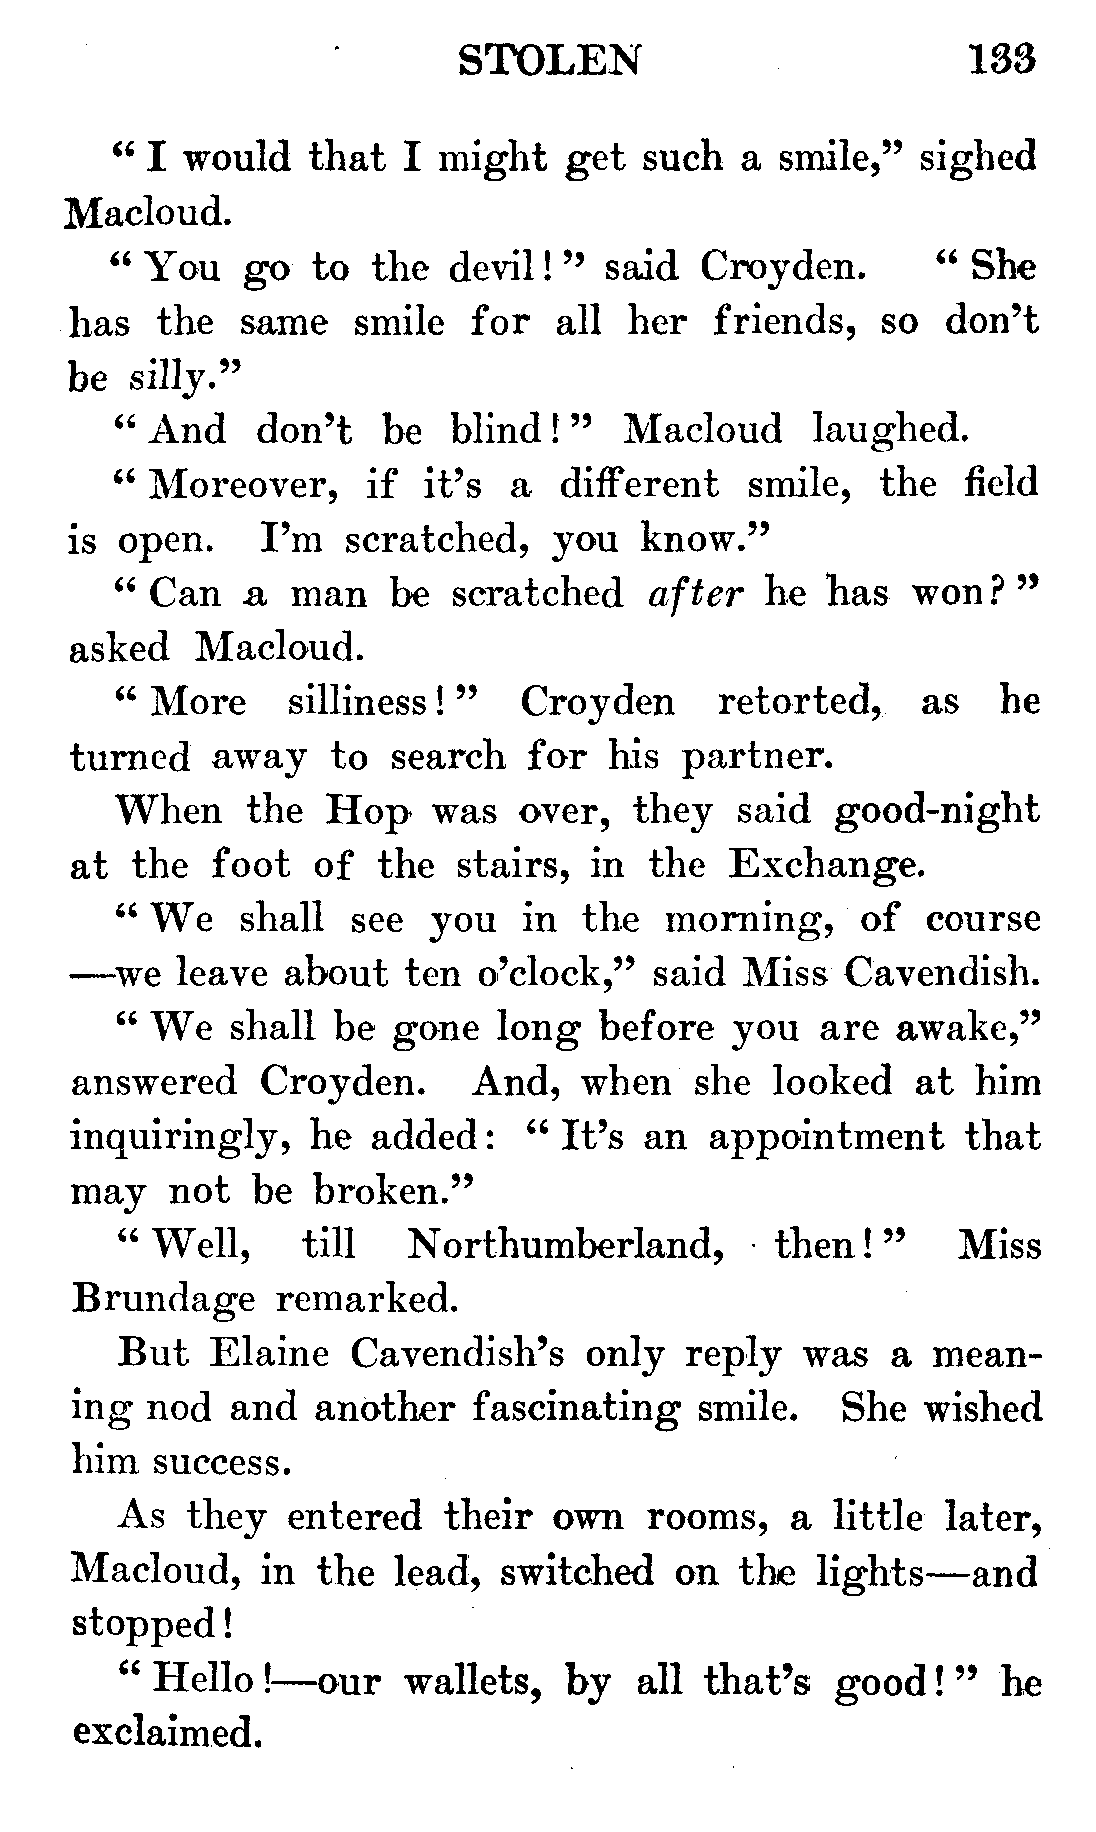 STOLEN 133
“ I would that I might get such a smile,” sighed
Macloud.
“ You go to the devil! ” said Croyden. “ She
has the same smile for all her friends, so don’t
be silly.”
“ And don’t be blind! ” Macloud laughed.
“ Moreover, if it’s a different smile, the field
is open. I’m scratched, you know.”
“ Can a man be scratched after he has won? ”
asked Macloud.
“ More silliness! ” Croyden retorted, as he
turned away to search for his partner.
When the Hop was over, they said good-night
at the foot of the stairs, in the Exchange.
“ We shall see you in the morning, of course
—we leave about ten o’clock,” said Miss Cavendish.
“ We shall be gone long before you are awake,”
answered Croyden. And, when she looked at him
inquiringly, he added: “ It’s an appointment that
may not be broken.”
“ Well, till Northumberland, then! ” Miss
Brundage remarked.
But Elaine Cavendish’s only reply was a mean-
ing nod and another fascinating smile. She wished
him success.
As they entered their own rooms, a little later,
Macloud, in the lead, switched on the lights—and
stopped!
“ Hello!—our wallets, by all that’s good! ” he
exclaimed.